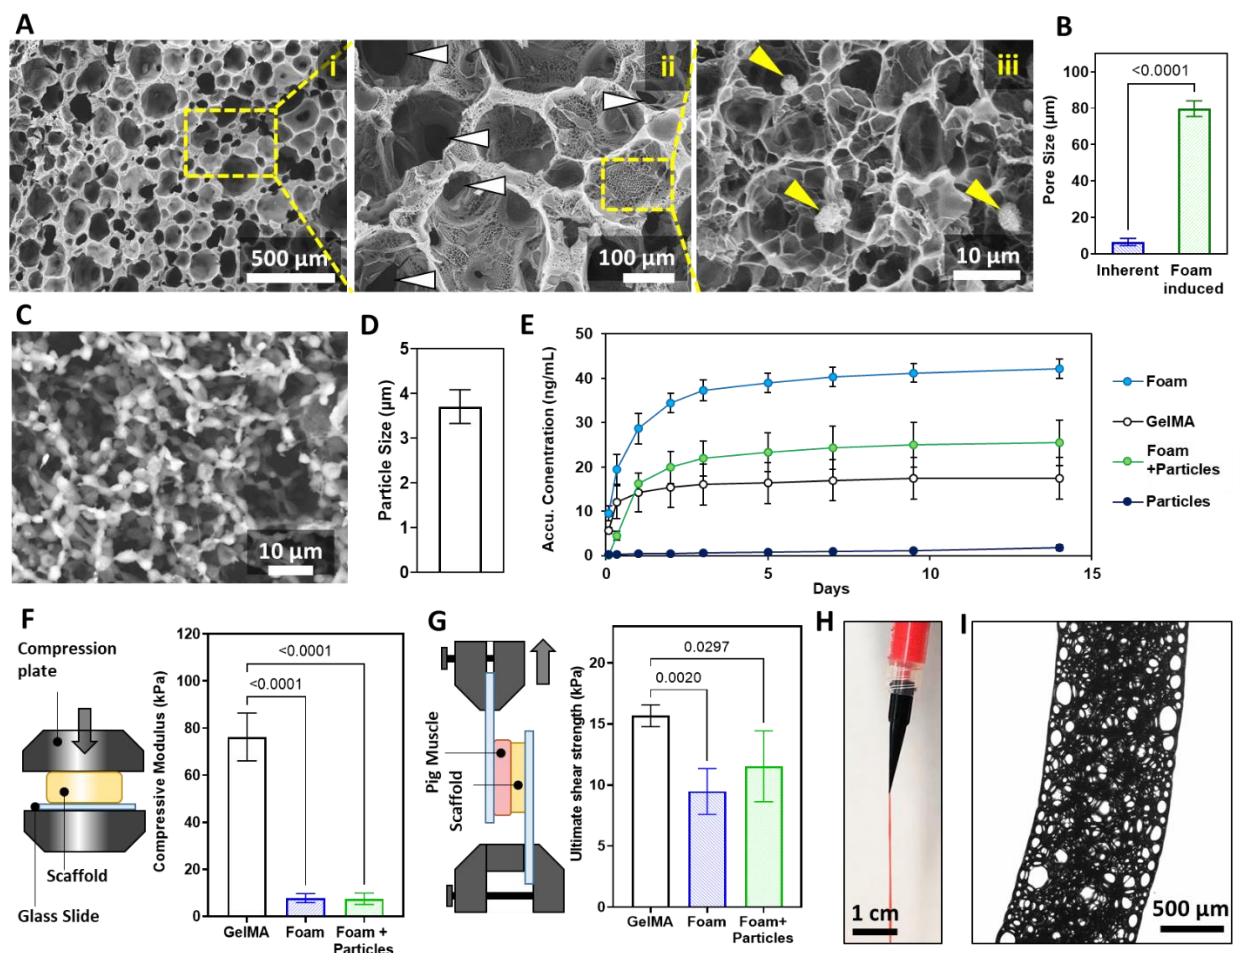 A
i
500 µm
ii
100 µm
iii
10 µm
B
Pore Size (µm)
100
80
60
40
20
0
<0.0001
Inherent
Foam
induced
C
10 µm
D
Particle Size (µm)
5
4
3
2
1
0
E
Accu. Conentration (ng/mL)
50
40
30
20
10
0
0
5
10
15
Days
Foam
GelMA
Foam
+Particles
Particles
F
Compression
plate
Scaffold
Glass Slide
Compressive Modulus (kPa)
120
100
80
60
40
20
0
<0.0001
<0.0001
GelMA
Foam
Foam +
Particles
G
Pig Muscle
Scaffold
Ultimate shear strength (kPa)
20
15
10
5
0
0.0297
0.0020
GelMA
Foam
Foam+
Particles
H
1 cm
I
500 µm